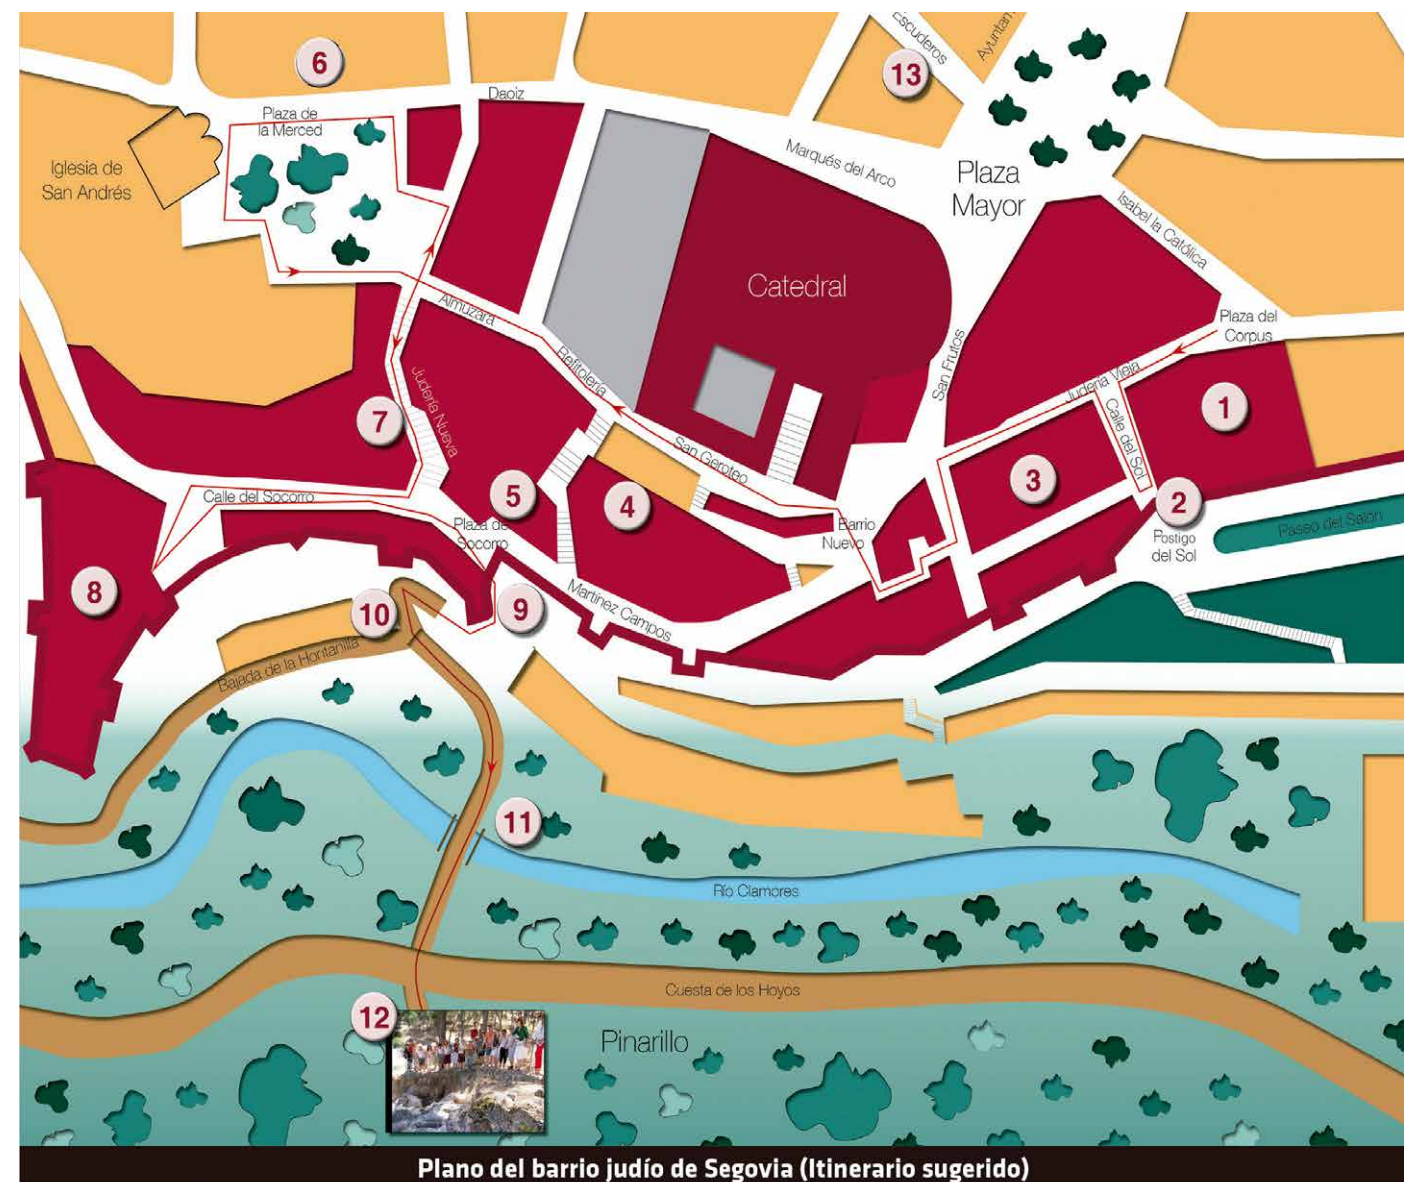 Escuderos
Ayuntam
6
13
Daoiz
Plaza de
la Merced
Marqués del Arco
Iglesia de
San Andrés
Plaza
Mayor
Isabel la Católica
Catedral
Almuzara
Plaza del
Corpus
San Frutos
Refitolería
Judería Vieja
Judería Nueva
1
7
Calle del Sol
San Geroteo
3
5
4
2
Calle del Socorro
Plaza de
Socorro
Barrio
Nuevo
Postigo
del Sol
Paseo del Salón
8
10
9
Martínez Campos
Bajada de la Hontanilla
11
Río Clamores
Cuesta de los Hoyos
12
Pinarillo
Plano del barrio judío de Segovia (Itinerario sugerido)